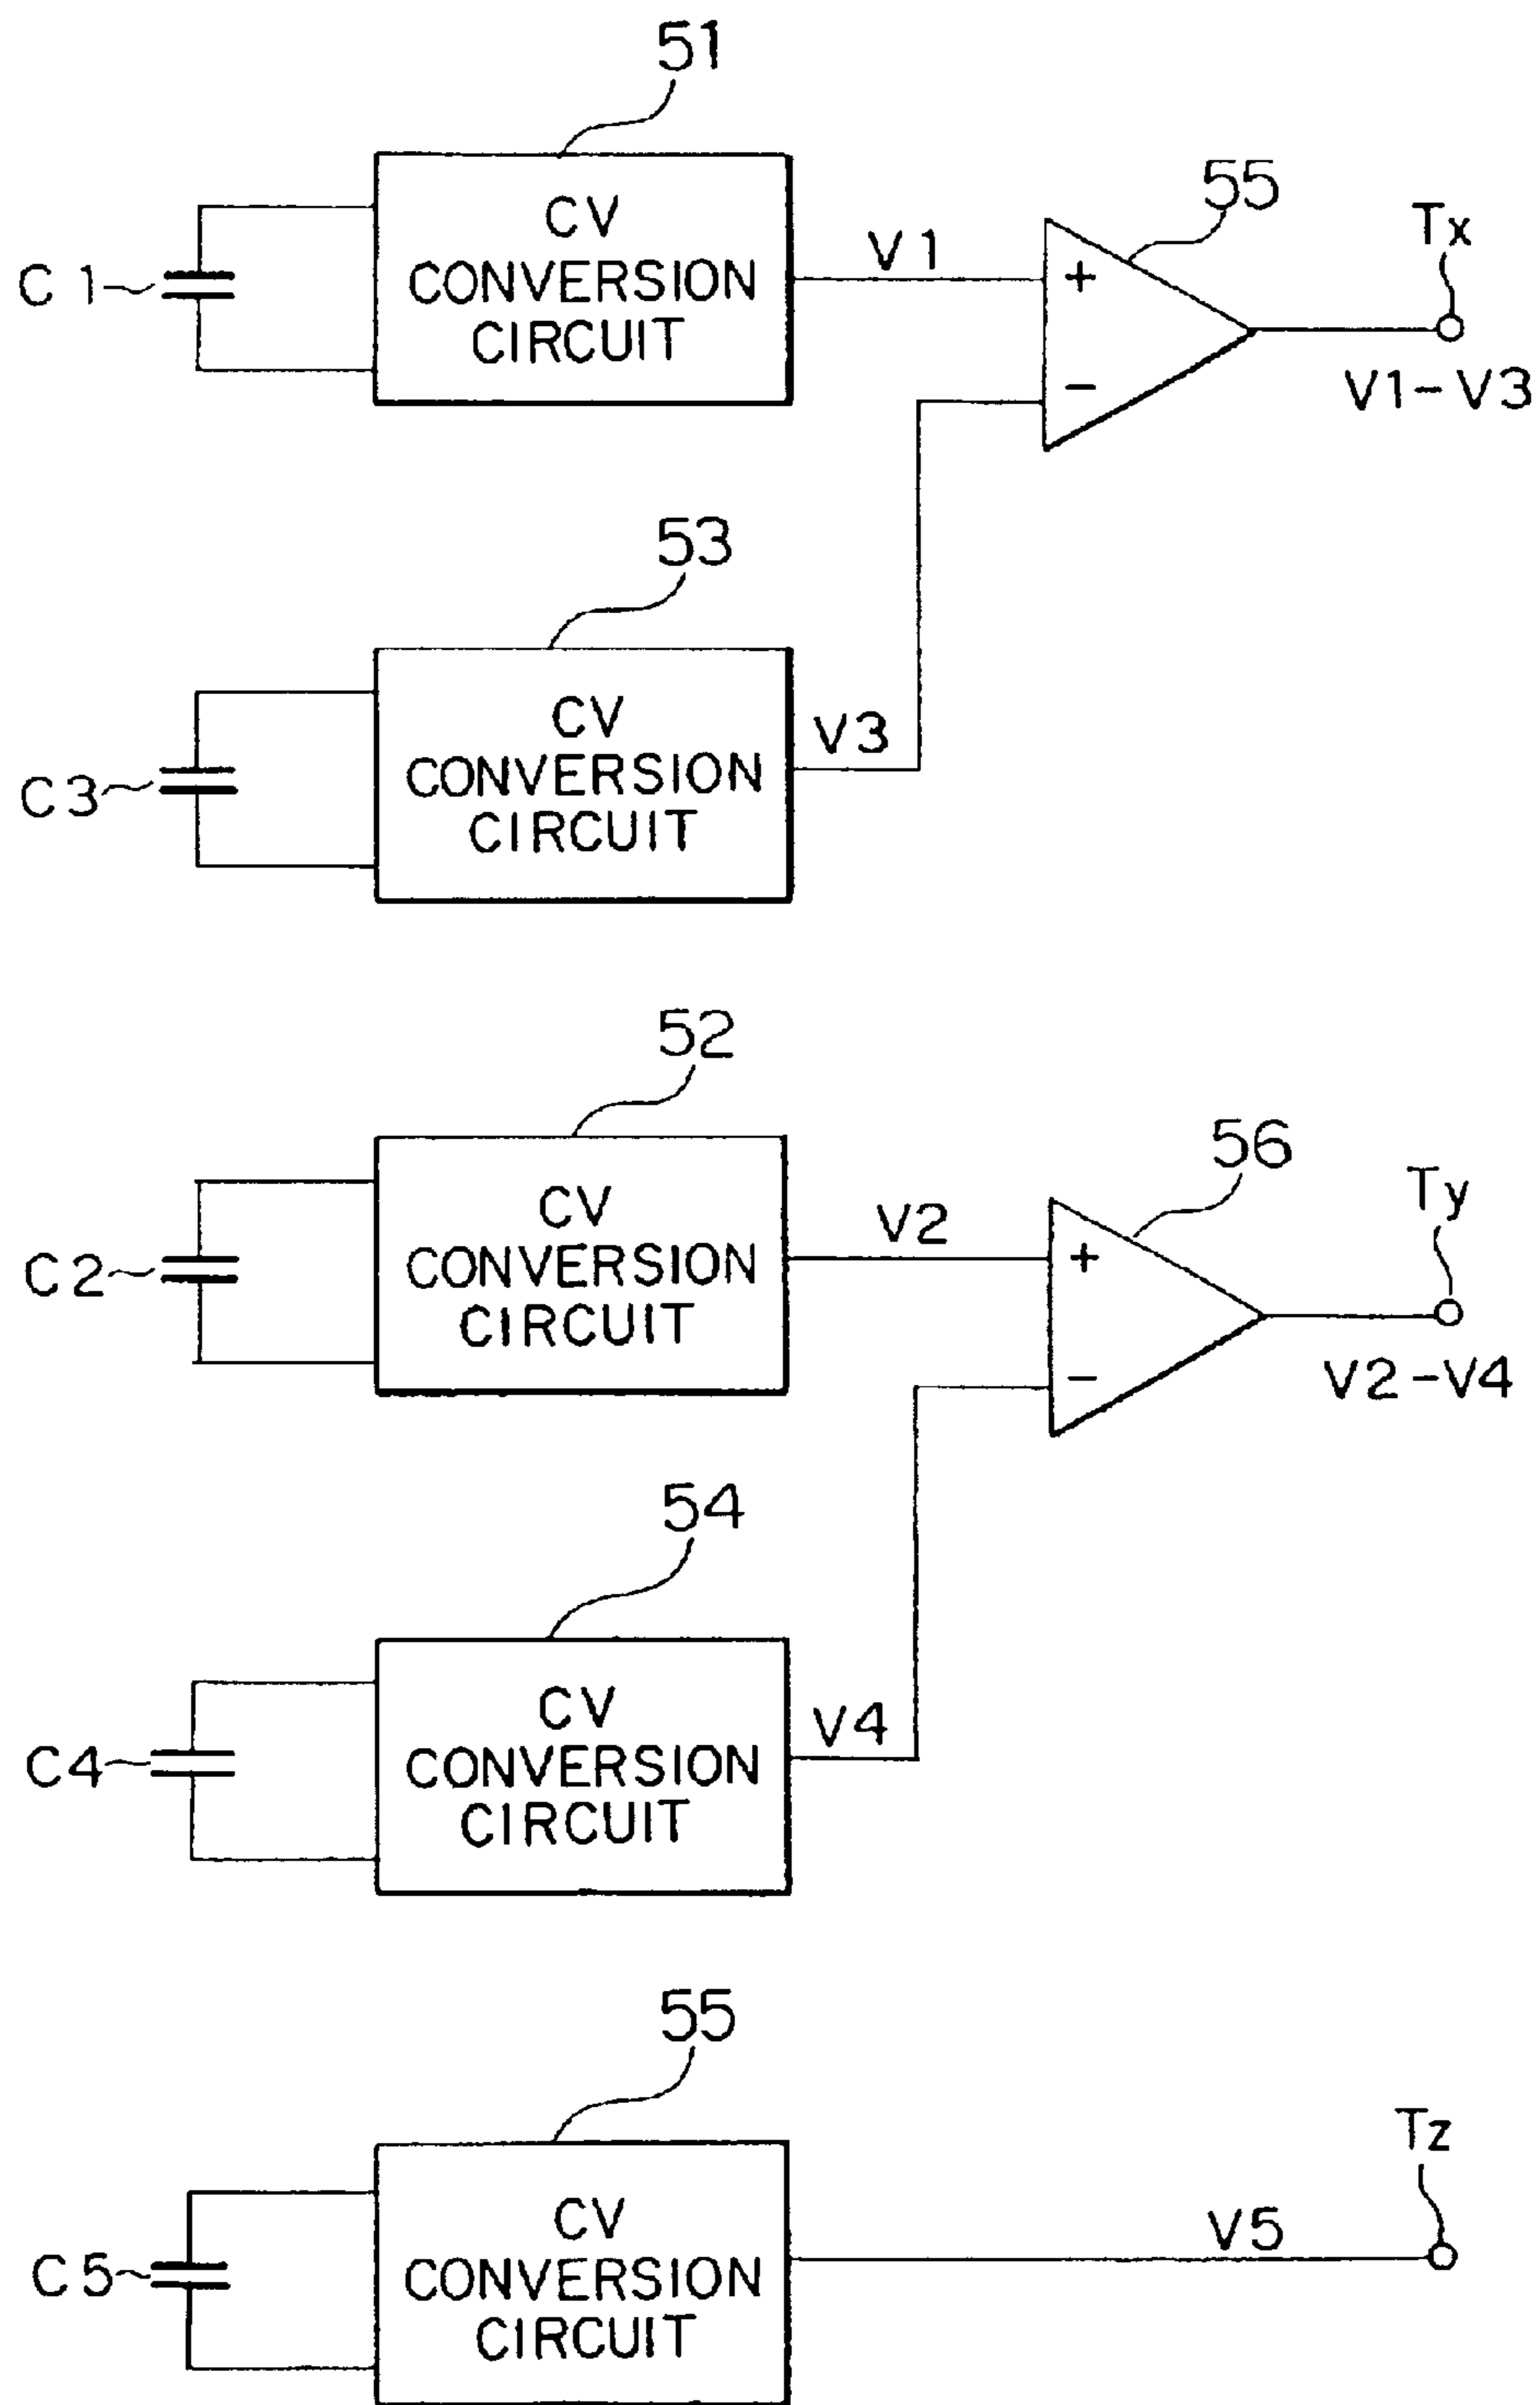 51
CV
CONVERSION
CIRCUIT
C1
V1
+
-
55
Tx
V1-V3
53
CV
CONVERSION
CIRCUIT
C3
V3
52
CV
CONVERSION
CIRCUIT
C2
V2
+
-
56
Ty
V2-V4
54
CV
CONVERSION
CIRCUIT
C4
V4
55
CV
CONVERSION
CIRCUIT
C5
V5
Tz